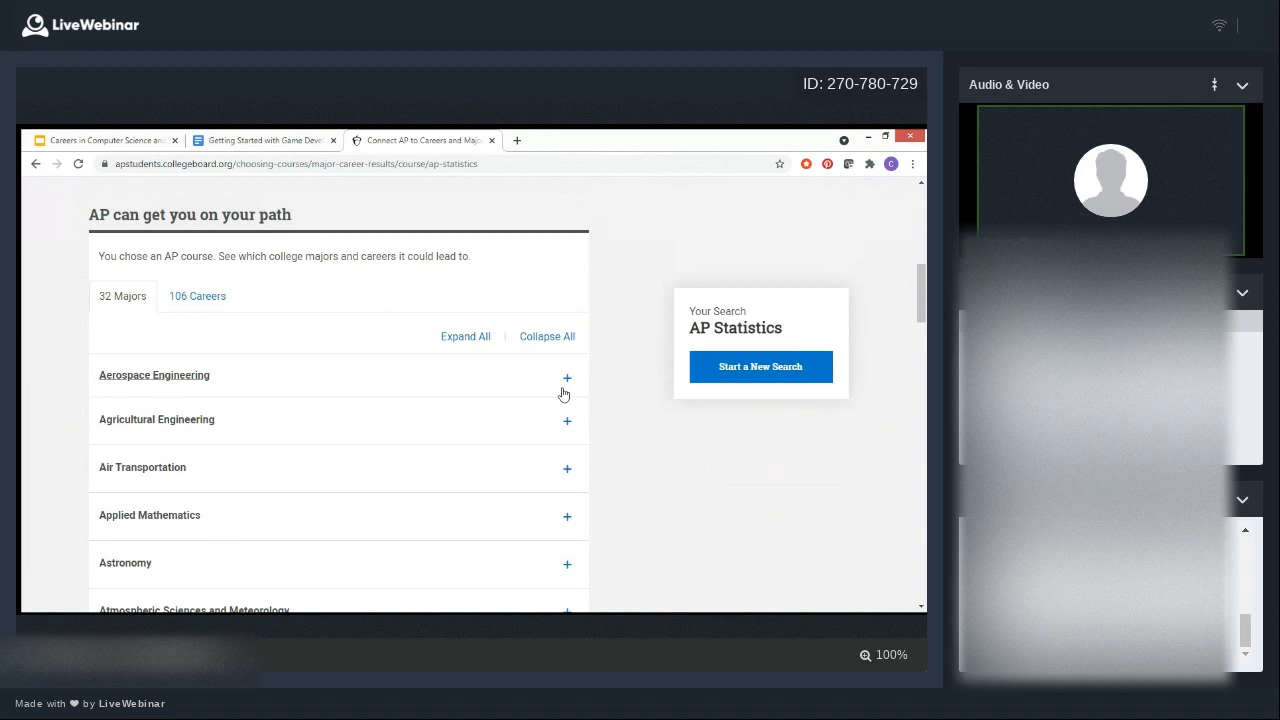 LiveWebinar
ID: 270-780-729
Audio & Video
Careers in Computer Science an
Getting Started with Game Deve
Connect AP to Careers and Majo
apstudents.collegeboard.org/choosing-courses/major-career-results/course/ap-statistics
C
AP can get you on your path
You chose an AP course. See which college majors and careers it could lead to.
32 Majors
106 Careers
Expand All
Collapse All
Aerospace Engineering
Agricultural Engineering
Air Transportation
Applied Mathematics
Astronomy
Atmospheric Sciences and Meteorology
Your Search
AP Statistics
Start a New Search
100%
Made with ❤ by LiveWebinar